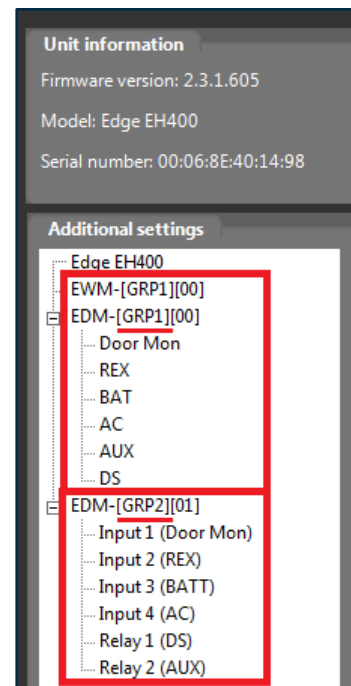 Unit information
Firmware version: 2.3.1.605
Model: Edge EH400
Serial number: 00:06:8E:40:14:98
Additional settings
Edge EH400
EWM-[GRP1][00]
EDM-[GRP1][00]
Door Mon
REX
BAT
AC
AUX
DS
EDM-[GRP2][01]
Input 1 (Door Mon)
Input 2 (REX)
Input 3 (BATT)
Input 4 (AC)
Relay 1 (DS)
Relay 2 (AUX)